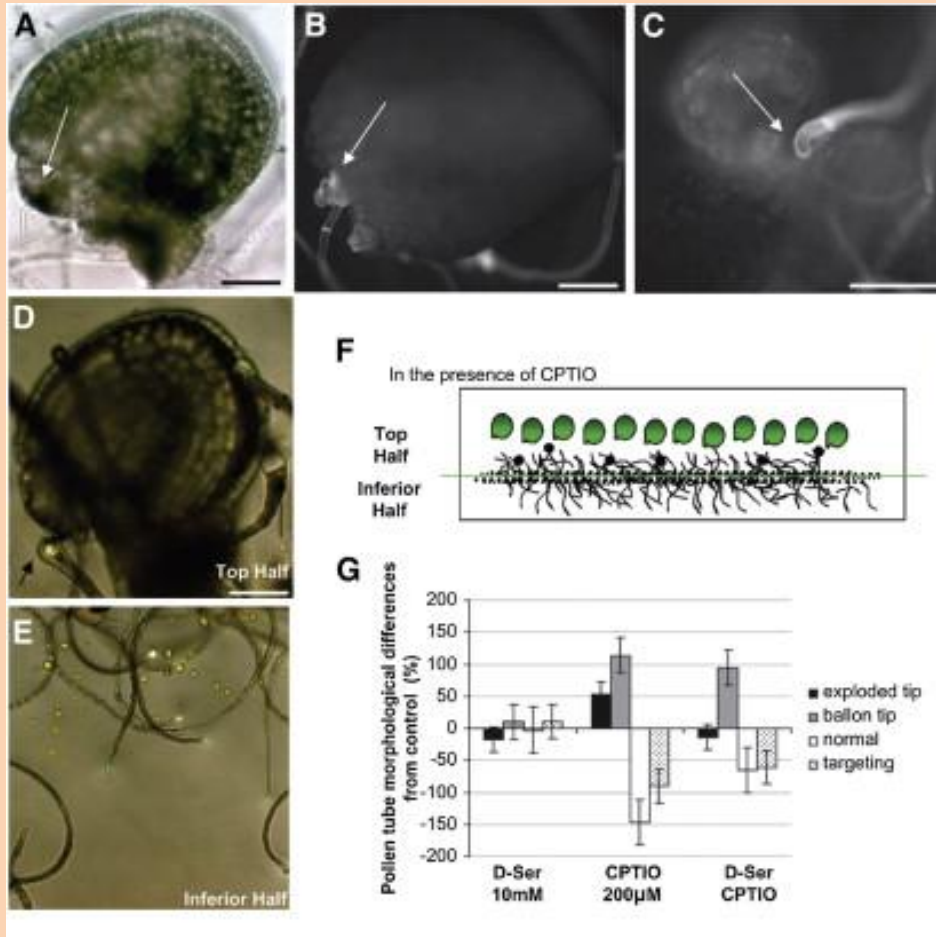 A
B
C
D
Top Half
E
Inferior Half
F
In the presence of CPTIO
Top
Half
Inferior
Half
G
Pollen tube morphological differences
from control (%)
200
150
100
50
0
-50
-100
-150
-200
D-Ser
10mM
CPTIO
200µM
D-Ser
CPTIO
exploded tip
ballon tip
normal
targeting